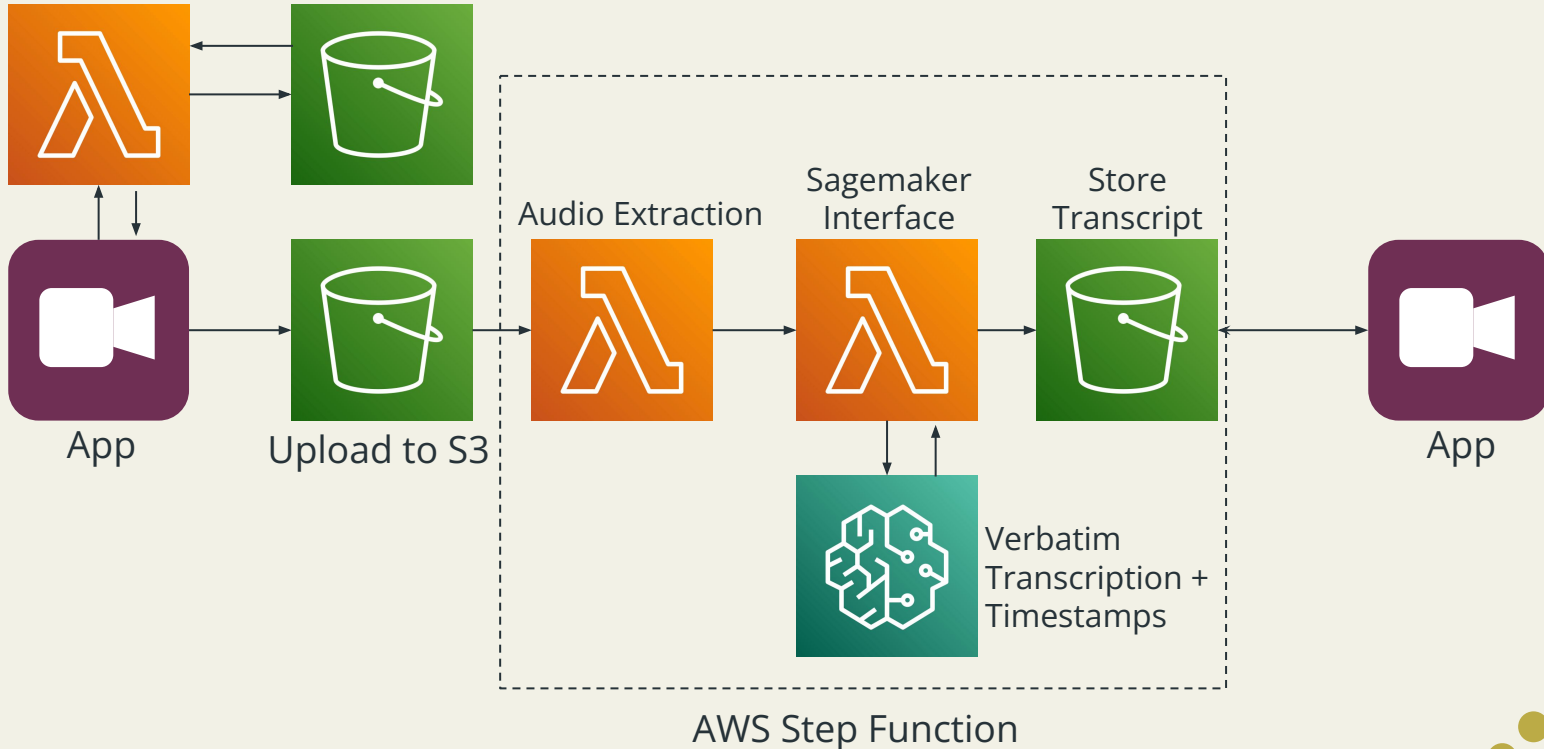 Audio Extraction
Sagemaker
Interface
Store
Transcript
App
Upload to S3
App
Verbatim
Transcription +
Timestamps
AWS Step Function